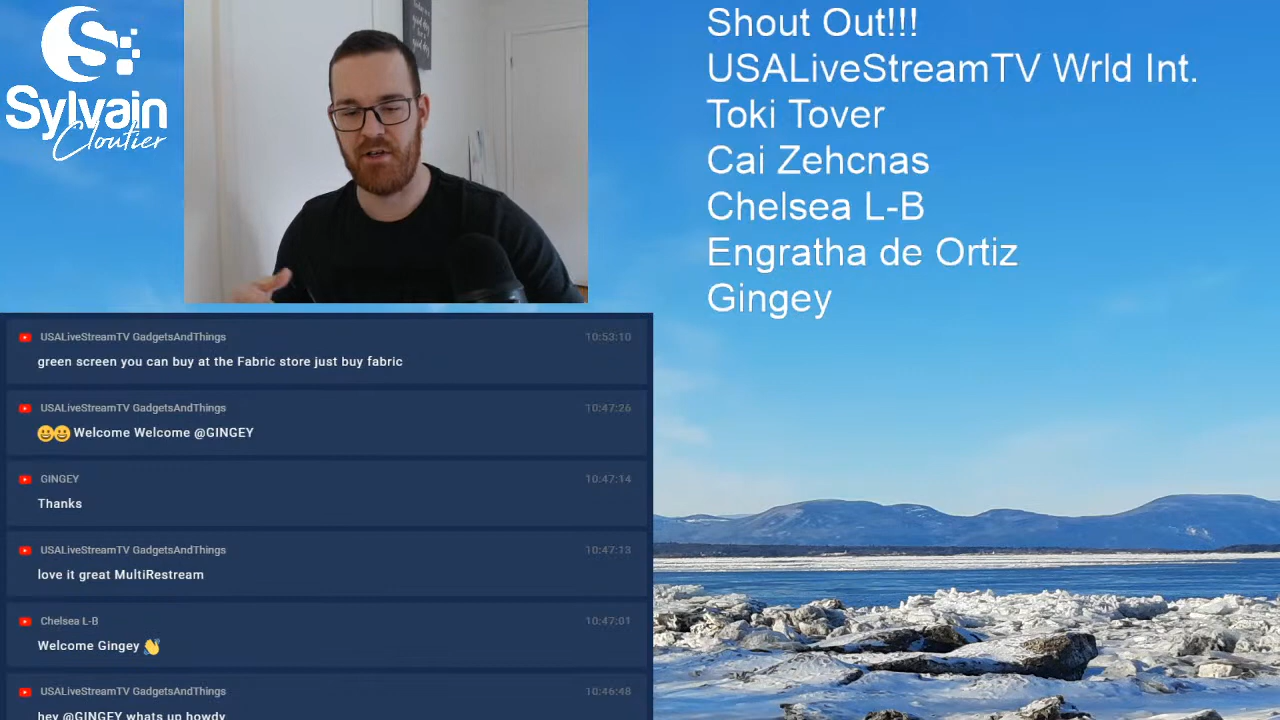 Sylvain
Cloutier
Shout Out!!!
USALiveStreamTV Wrld Int.
Toki Tover
Cai Zehcnas
Chelsea L-B
Engratha de Ortiz
Gingey
USALiveStreamTV GadgetsAndThings 10:53:10
green screen you can buy at the Fabric store just buy fabric
USALiveStreamTV GadgetsAndThings 10:47:26
😀😀 Welcome Welcome @GINGEY
GINGEY 10:47:14
Thanks
USALiveStreamTV GadgetsAndThings 10:47:13
love it great MultiRestream
Chelsea L-B 10:47:01
Welcome Gingey 👋
USALiveStreamTV GadgetsAndThings 10:46:48
hey @GINGEY whats up howdy